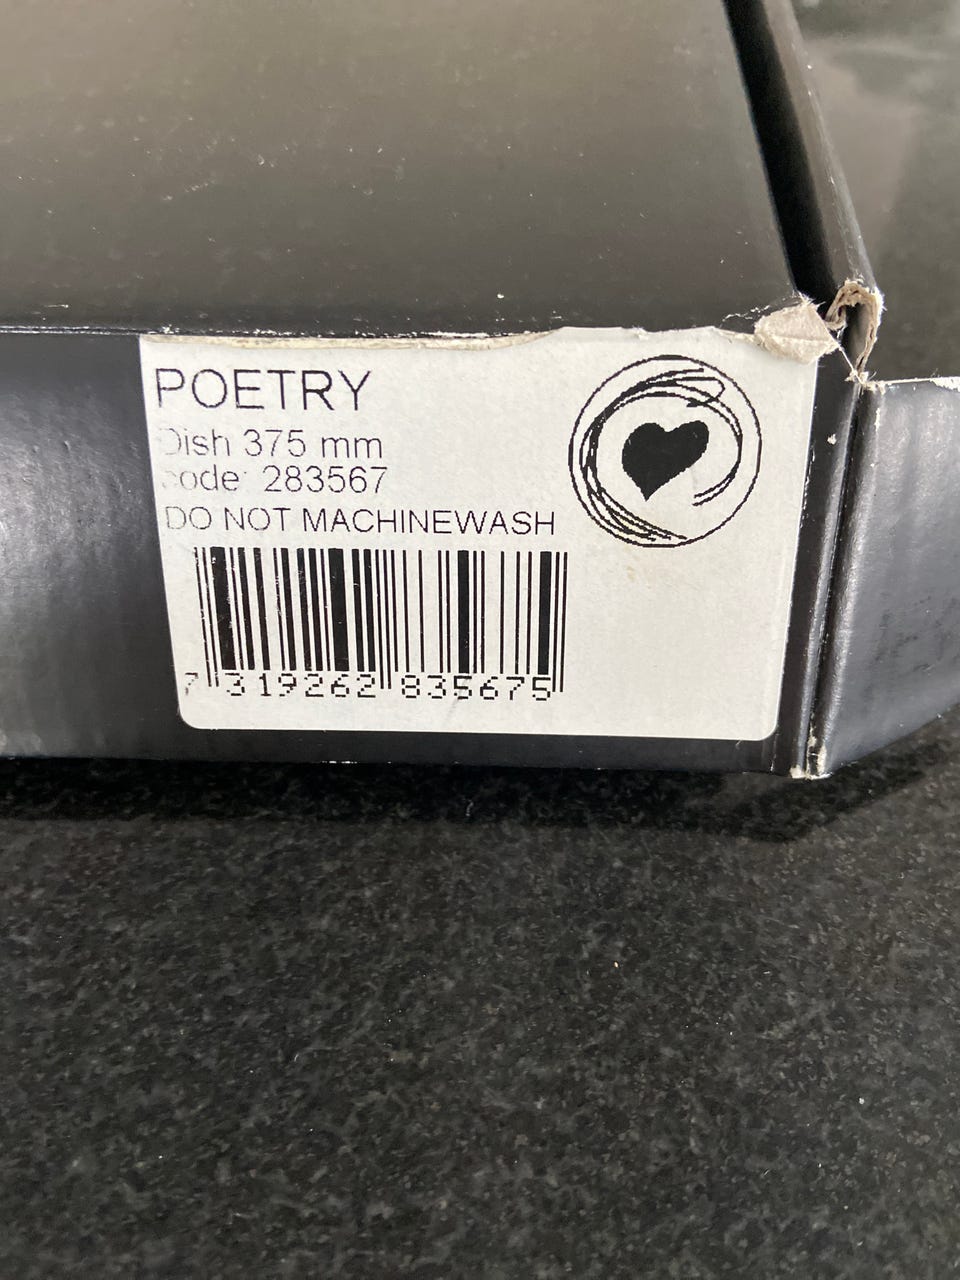 POETRY
Dish 375 mm
code: 283567
DO NOT MACHINEWASH
7 319262 835675